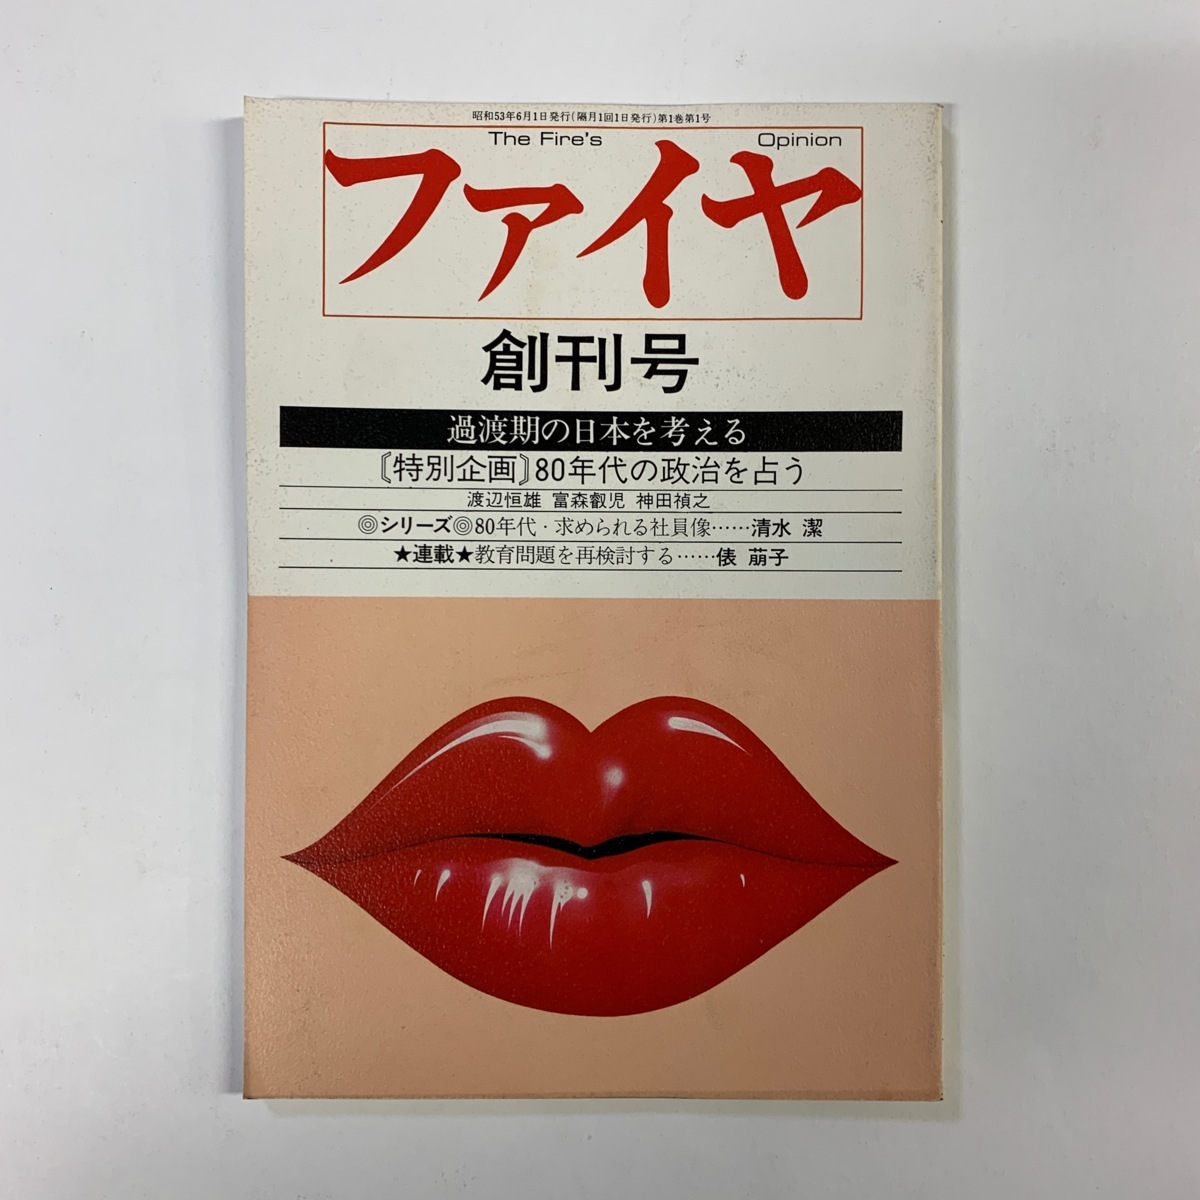 昭和53年6月1日発行(隔月1回1日発行)第1巻第1号
The Fire's Opinion
ファイヤ
創刊号
過渡期の日本を考える
〔特別企画〕80年代の政治を占う
渡辺恒雄 富森叡児 神田禎之
◎シリーズ◎80年代・求められる社員像……清水 潔
★連載★教育問題を再検討する……俵 萠子